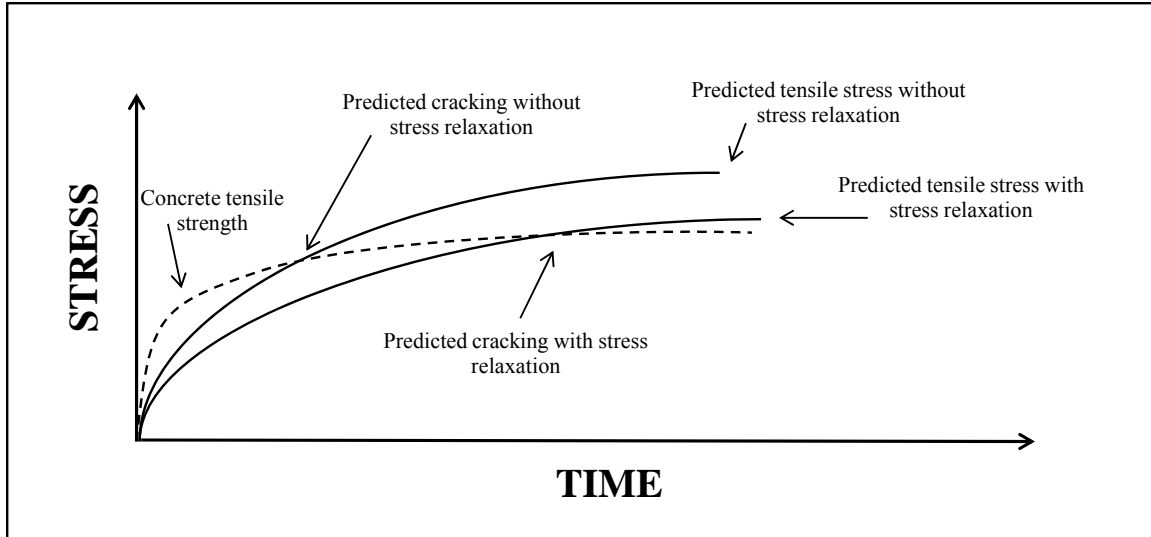 Predicted cracking without
stress relaxation
Predicted tensile stress without
stress relaxation
Concrete tensile
strength
Predicted tensile stress with
stress relaxation
Predicted cracking with stress
relaxation
STRESS
TIME